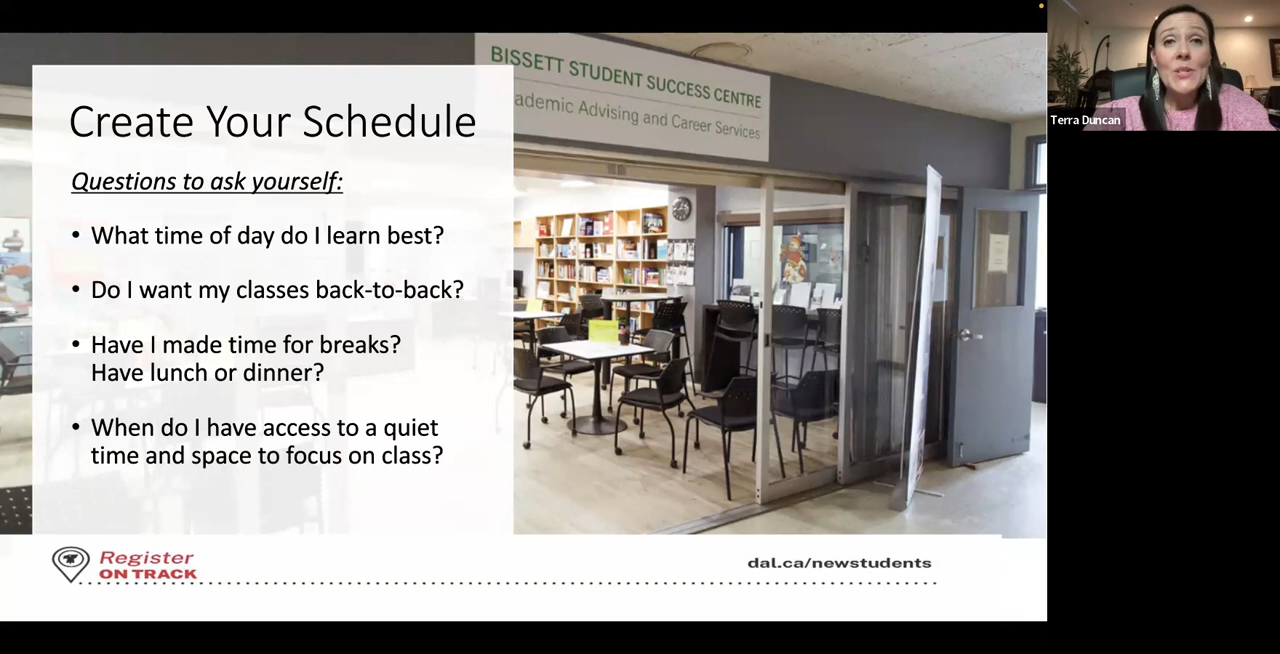 Create Your Schedule
Questions to ask yourself:
• What time of day do I learn best?
• Do I want my classes back-to-back?
• Have I made time for breaks?
Have lunch or dinner?
• When do I have access to a quiet
time and space to focus on class?
BISSETT STUDENT SUCCESS CENTRE
ademic Advising and Career Services
Register
ON TRACK
dal.ca/newstudents
Terra Duncan